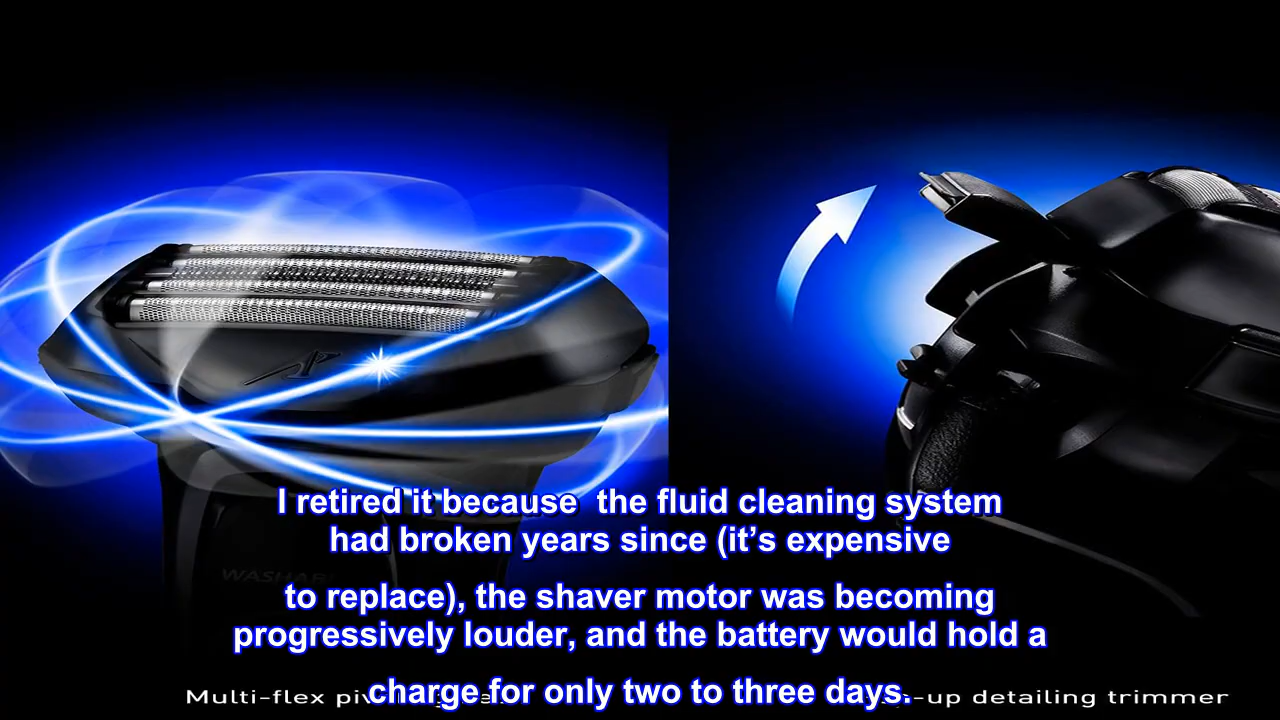 WASHABLE
I retired it because  the fluid cleaning system
had broken years since (it’s expensive
to replace), the shaver motor was becoming
progressively louder, and the battery would hold a
charge for only two to three days.
Multi-flex
-up detailing trimmer